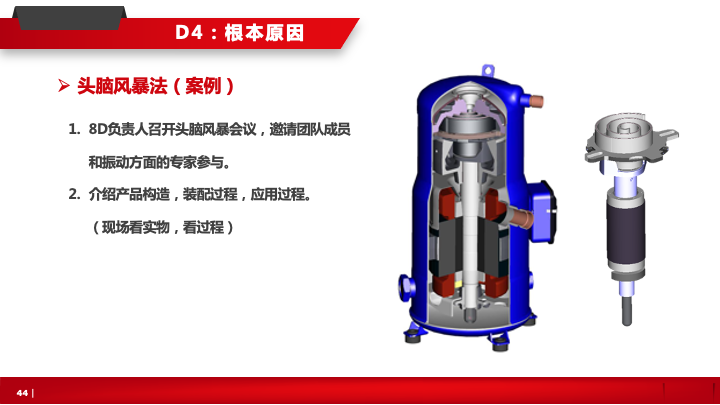 D4：根本原因
➢ 头脑风暴法（案例）
1. 8D负责人召开头脑风暴会议，邀请团队成员
和振动方面的专家参与。
2. 介绍产品构造，装配过程，应用过程。
（现场看实物，看过程）
44 |